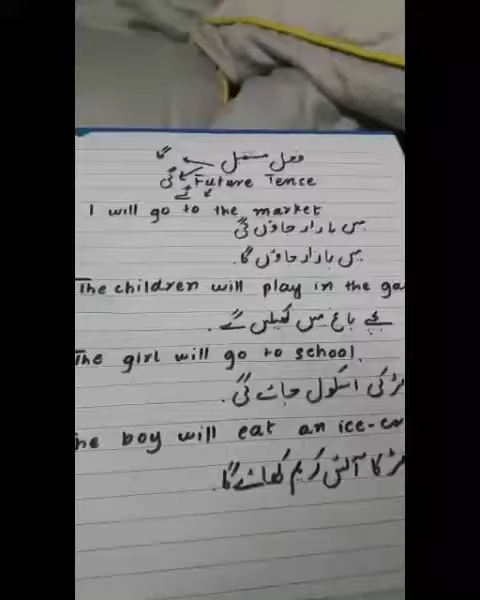 فعل مستقبل گا
Future Tence گی
گے
I will go to the market
میں بازار جاؤں گی
میں بازار جاؤں گا.
The children will play in the ga
بچے باغ میں کھیلیں گے.
The girl will go to school.
لڑکی اسکول جائے گی.
he boy will eat an ice-cr
لڑکا آئس کریم کھائے گا.